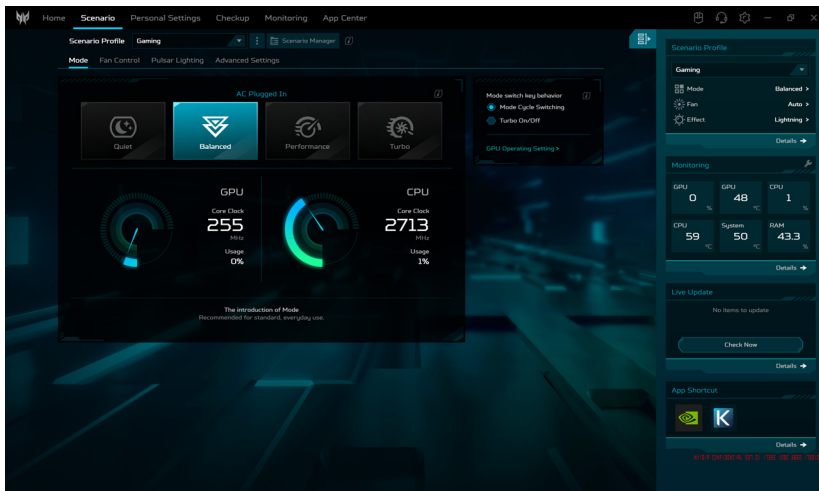 Home Scenario Personal Settings Checkup Monitoring App Center
Scenario Profile Gaming Scenario Manager
Mode Fan Control Pulsar Lighting Advanced Settings
AC Plugged In
Quiet Balanced Performance Turbo
GPU
Core Clock
255
MHz
Usage
0%
CPU
Core Clock
2713
MHz
Usage
1%
The introduction of Mode
Recommended for standard, everyday use.
Mode switch key behavior
Mode Cycle Switching
Turbo On/Off
GPU Operating Setting >
Scenario Profile
Gaming
Mode Balanced >
Fan Auto >
Effect Lightning >
Details →
Monitoring
GPU
0
%
GPU
48
°C
CPU
1
%
CPU
59
°C
System
50
°C
RAM
43.3
%
Details →
Live Update
No items to update
Check Now
Details →
App Shortcut
K
Details →